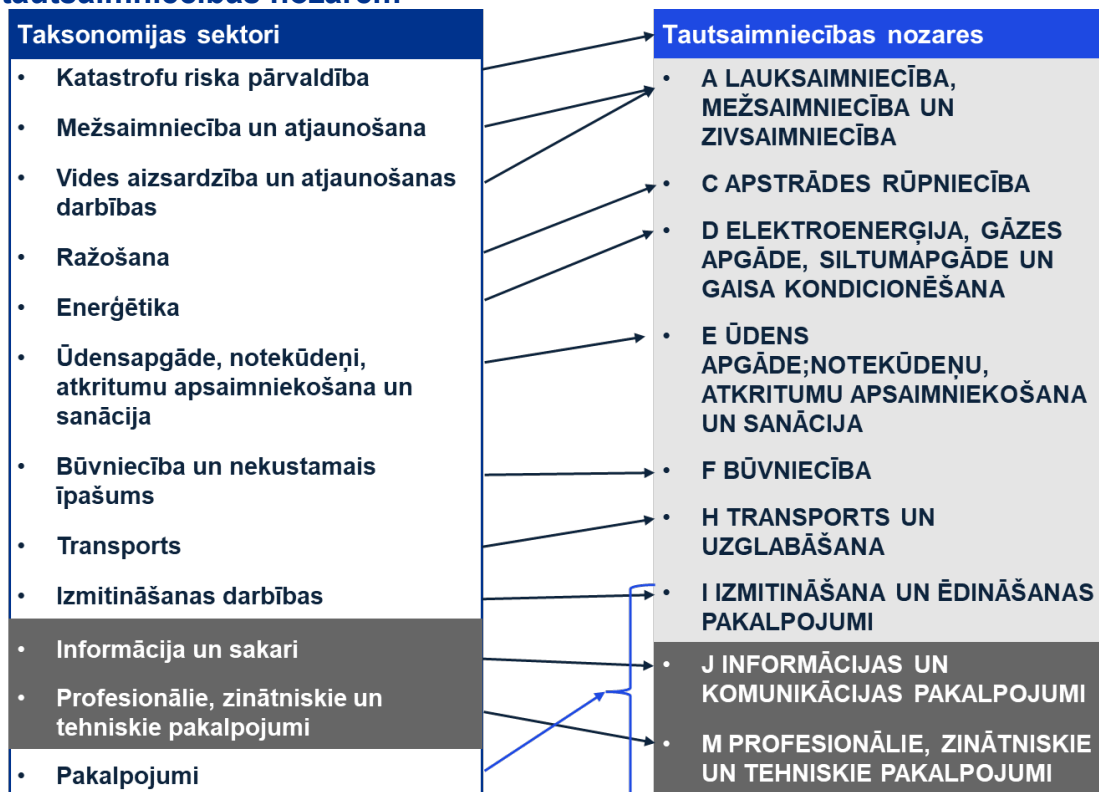 tautsaimniecības nozarēm
Taksonomijas sektori
• Katastrofu riska pārvaldība
• Mežsaimniecība un atjaunošana
• Vides aizsardzība un atjaunošanas
darbības
• Ražošana
• Enerģētika
• Ūdensapgāde, notekūdeņi,
atkritumu apsaimniekošana un
sanācija
• Būvniecība un nekustamais
īpašums
• Transports
• Izmitināšanas darbības
• Informācija un sakari
• Profesionālie, zinātniskie un
tehniskie pakalpojumi
• Pakalpojumi
Tautsaimniecības nozares
• A LAUKSAIMNIECĪBA,
MEŽSAIMNIECĪBA UN
ZIVSAIMNIECĪBA
• C APSTRĀDES RŪPNIECĪBA
• D ELEKTROENERĢIJA, GĀZES
APGĀDE, SILTUMAPGĀDE UN
GAISA KONDICIONĒŠANA
• E ŪDENS
APGĀDE;NOTEKŪDEŅU,
ATKRITUMU APSAIMNIEKOŠANA
UN SANĀCIJA
• F BŪVNIECĪBA
• H TRANSPORTS UN
UZGLABĀŠANA
• I IZMITINĀŠANA UN ĒDINĀŠANAS
PAKALPOJUMI
• J INFORMĀCIJAS UN
KOMUNIKĀCIJAS PAKALPOJUMI
• M PROFESIONĀLIE, ZINĀTNISKIE
UN TEHNISKIE PAKALPOJUMI